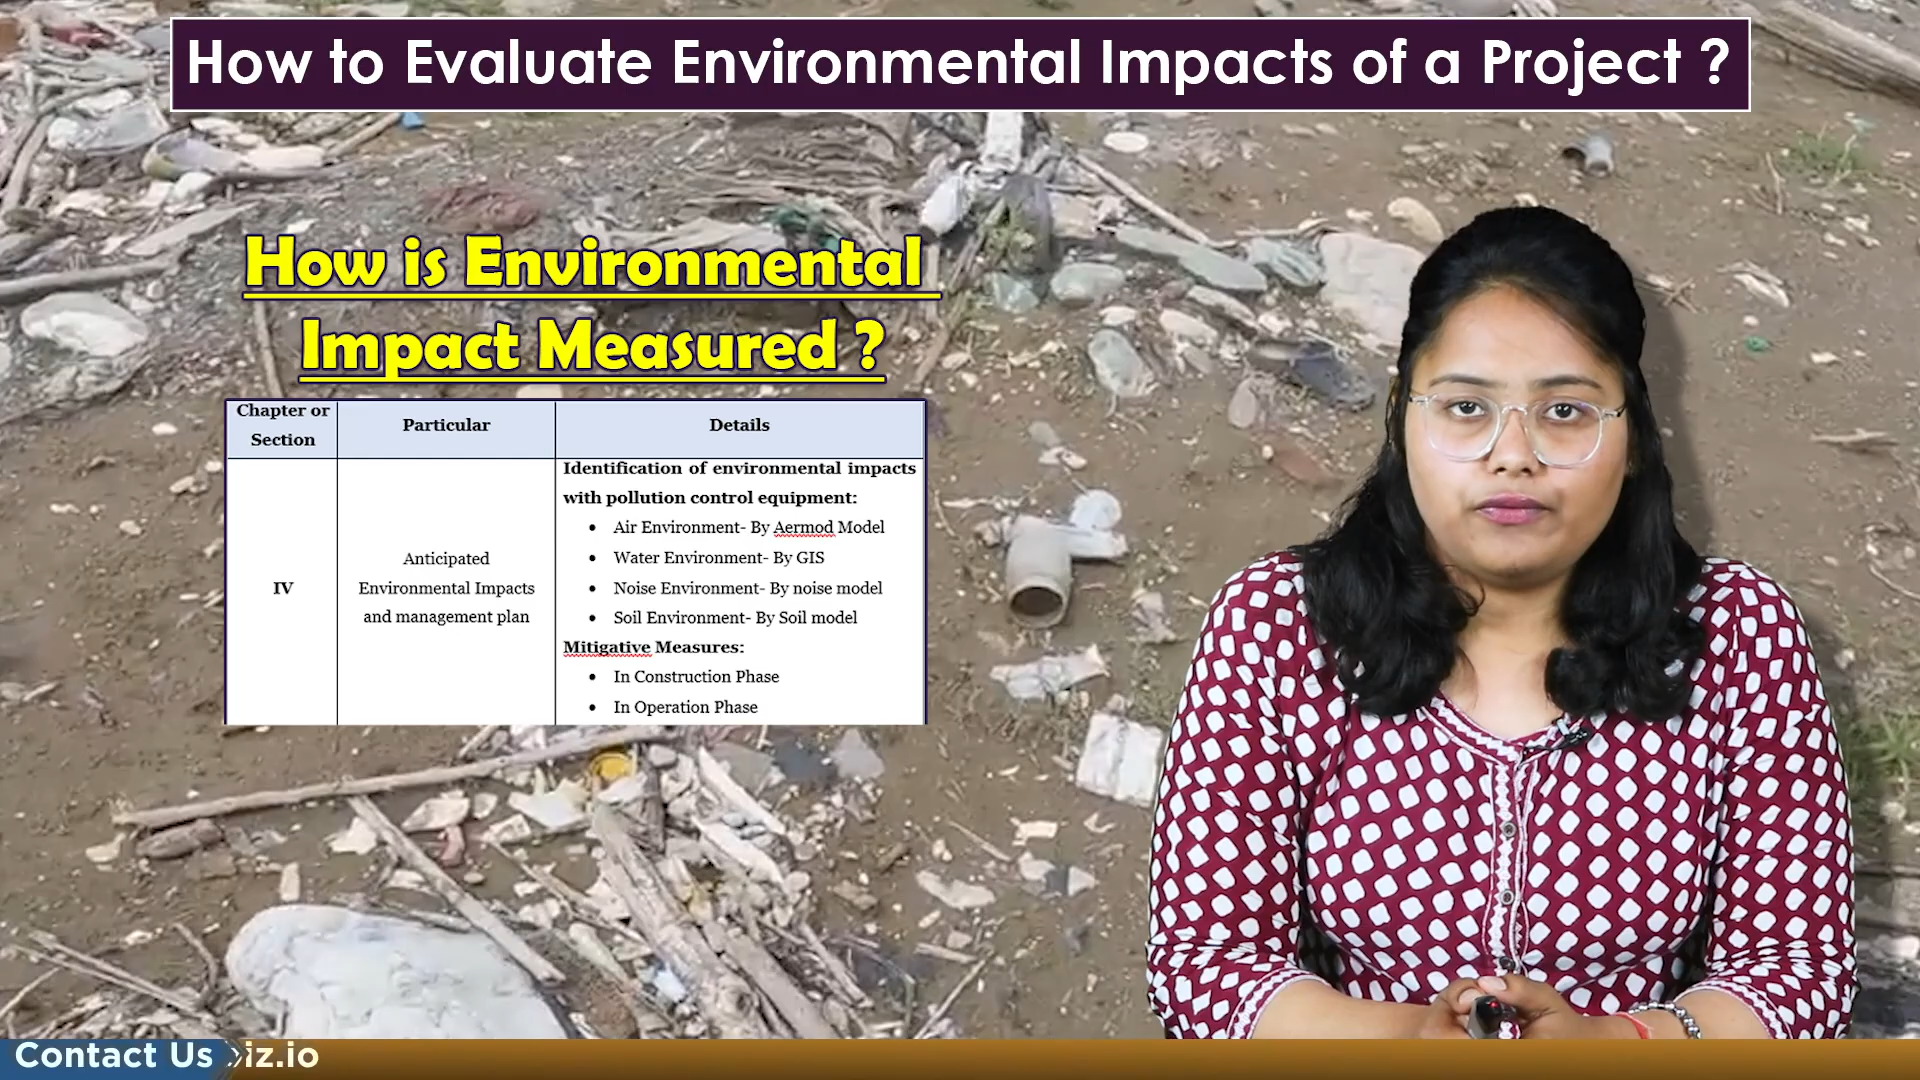 How to Evaluate Environmental Impacts of a Project ?
How is Environmental
Impact Measured ?
Chapter or
Section
Particular
Details
IV
Anticipated
Environmental Impacts
and management plan
Identification of environmental impacts
with pollution control equipment:
• Air Environment- By Aermod Model
• Water Environment- By GIS
• Noise Environment- By noise model
• Soil Environment- By Soil model
Mitigative Measures:
• In Construction Phase
• In Operation Phase
Contact Us
iz.io